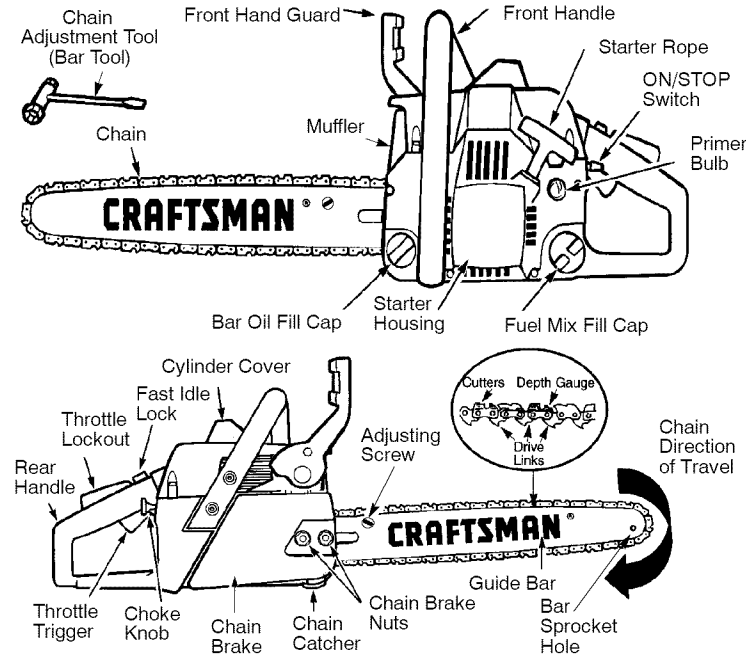 Chain
Adjustment Tool
(Bar Tool)
Front Hand Guard
Front Handle
Starter Rope
ON/STOP
Switch
Primer
Bulb
Muffler
Chain
CRAFTSMAN ®
Bar Oil Fill Cap
Starter
Housing
Fuel Mix Fill Cap
Cylinder Cover
Fast Idle
Lock
Throttle
Lockout
Rear
Handle
Adjusting
Screw
Cutters
Depth Gauge
Drive
Links
Chain
Direction
of Travel
CRAFTSMAN ®
Throttle
Trigger
Choke
Knob
Chain
Brake
Chain
Catcher
Chain Brake
Nuts
Guide Bar
Bar
Sprocket
Hole